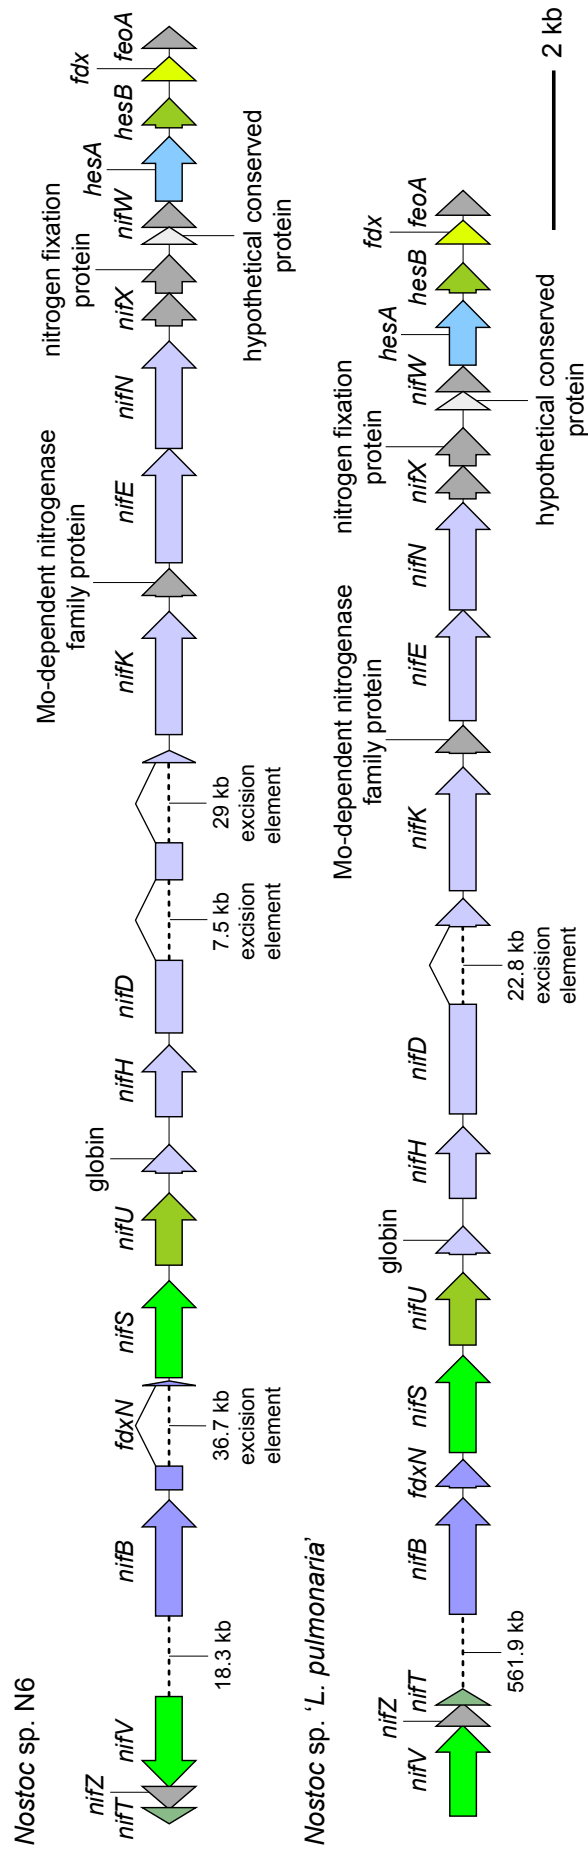 Nostoc sp. N6
nifT
nifZ
nifV
18.3 kb
nifB
fdxN
36.7 kb
excision
element
nifS
nifU
globin
nifH
nifD
7.5 kb
excision
element
29 kb
excision
element
nifK
Mo-dependent nitrogenase
family protein
nifE
nifN
nifX
nitrogen fixation
protein
hypothetical conserved
protein
nifW
hesA
hesB
fdx
feoA
Nostoc sp. ‘L. pulmonaria’
nifV
nifZ
nifT
561.9 kb
nifB
fdxN
nifS
nifU
globin
nifH
nifD
22.8 kb
excision
element
nifK
Mo-dependent nitrogenase
family protein
nifE
nifN
nifX
nitrogen fixation
protein
hypothetical conserved
protein
nifW
hesA
hesB
fdx
feoA
2 kb